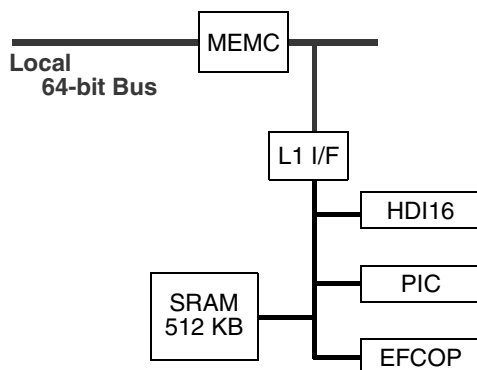 MEMC
Local
64-bit Bus
L1 I/F
HDI16
PIC
SRAM
512 KB
EFCOP